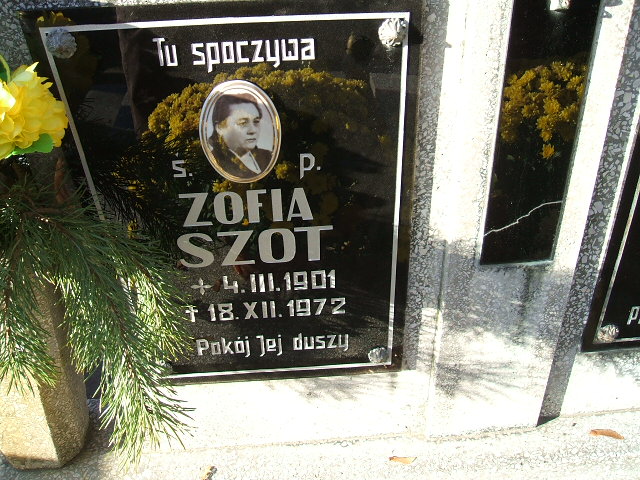 Tu spoczywa
s. p.
ZOFIA
SZOT
+ 4.III.1901
† 18.XII.1972
Pokój Jej duszy